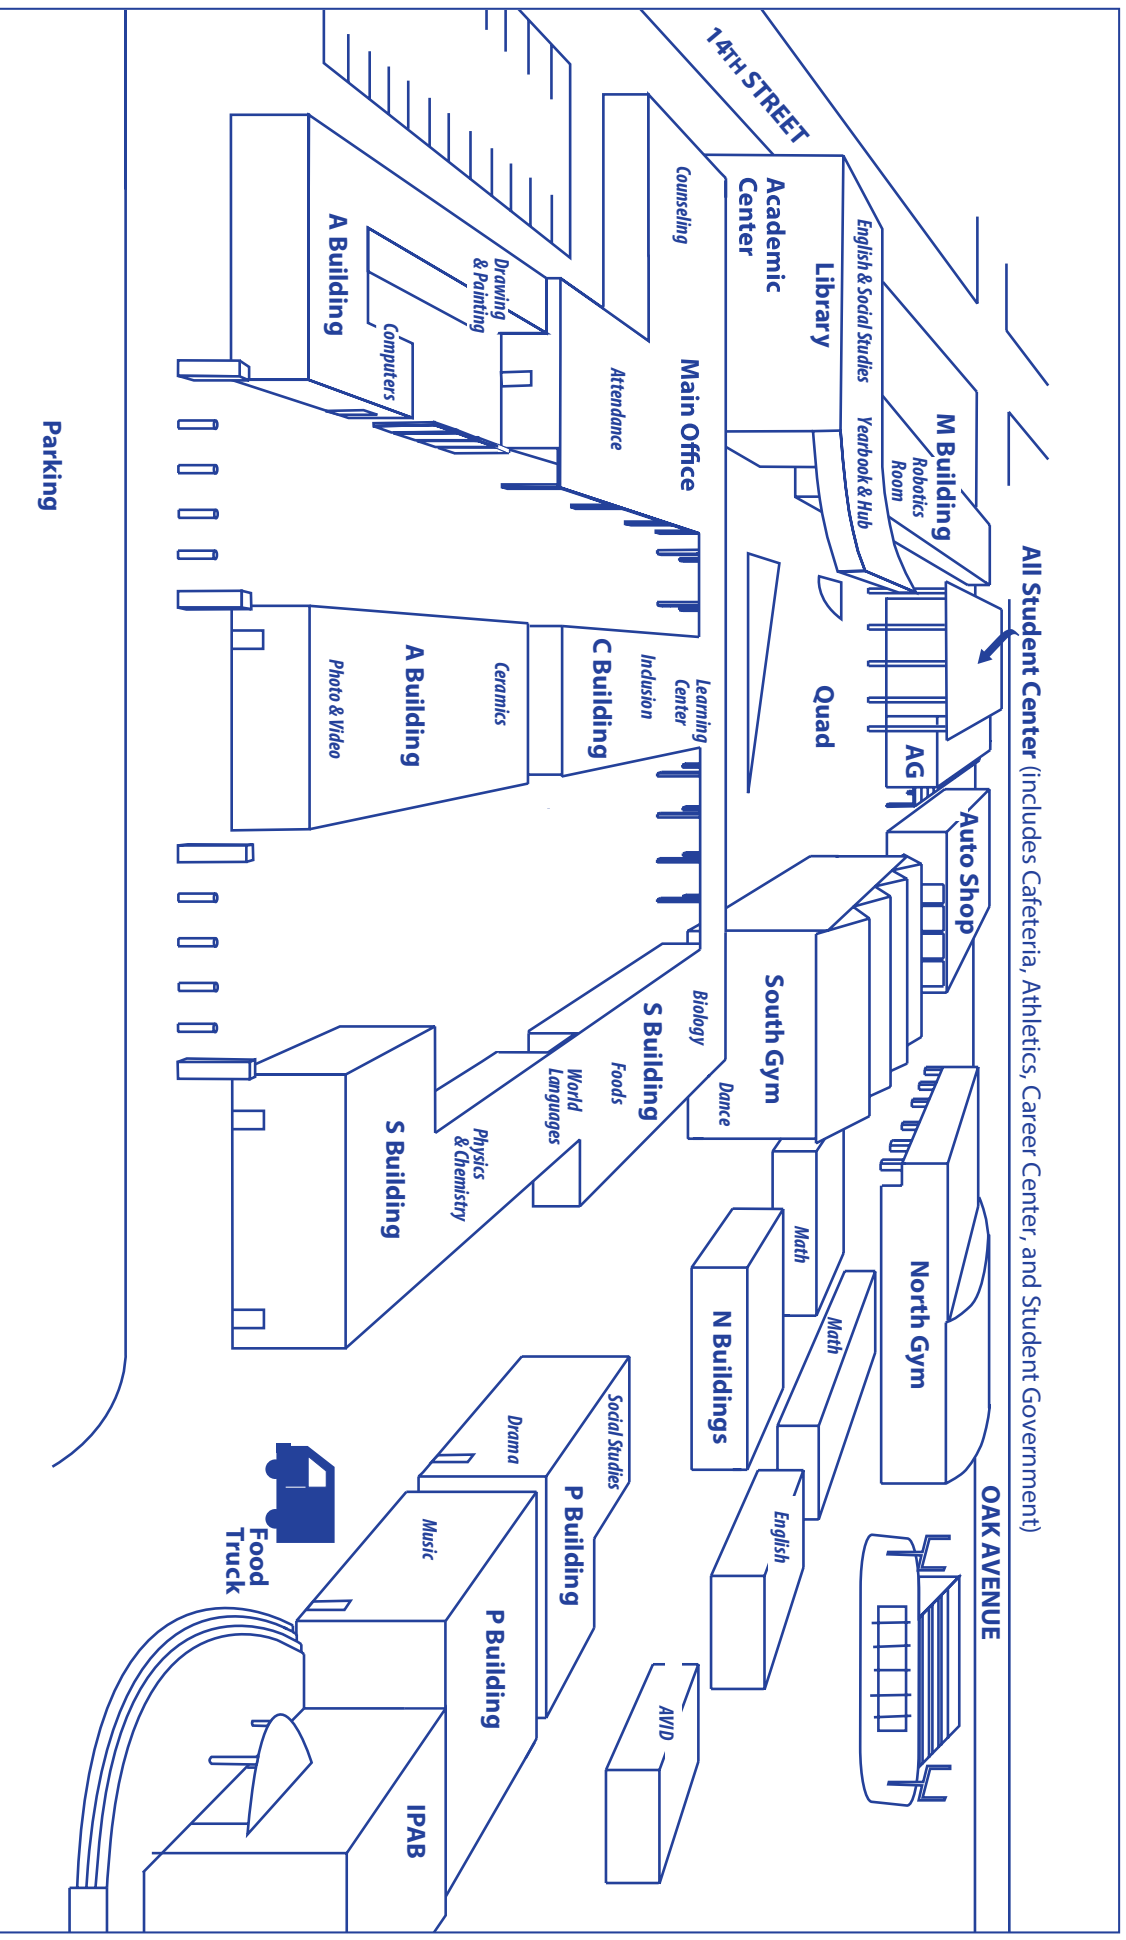 All Student Center (includes Cafeteria, Athletics, Career Center, and Student Government)
OAK AVENUE
14TH STREET
M Building
Robotics
Room
English & Social Studies
Yearbook & Hub
Library
Academic
Center
Counseling
Main Office
Attendance
Quad
AG
Auto Shop
South Gym
Dance
North Gym
Math
Math
N Buildings
English
AVID
Drawing
& Painting
Computers
A Building
Learning
Center
Inclusion
C Building
Ceramics
A Building
Photo & Video
Biology
S Building
Foods
World
Languages
Physics
& Chemistry
S Building
Social Studies
P Building
Drama
Music
P Building
IPAB
Food
Truck
Parking